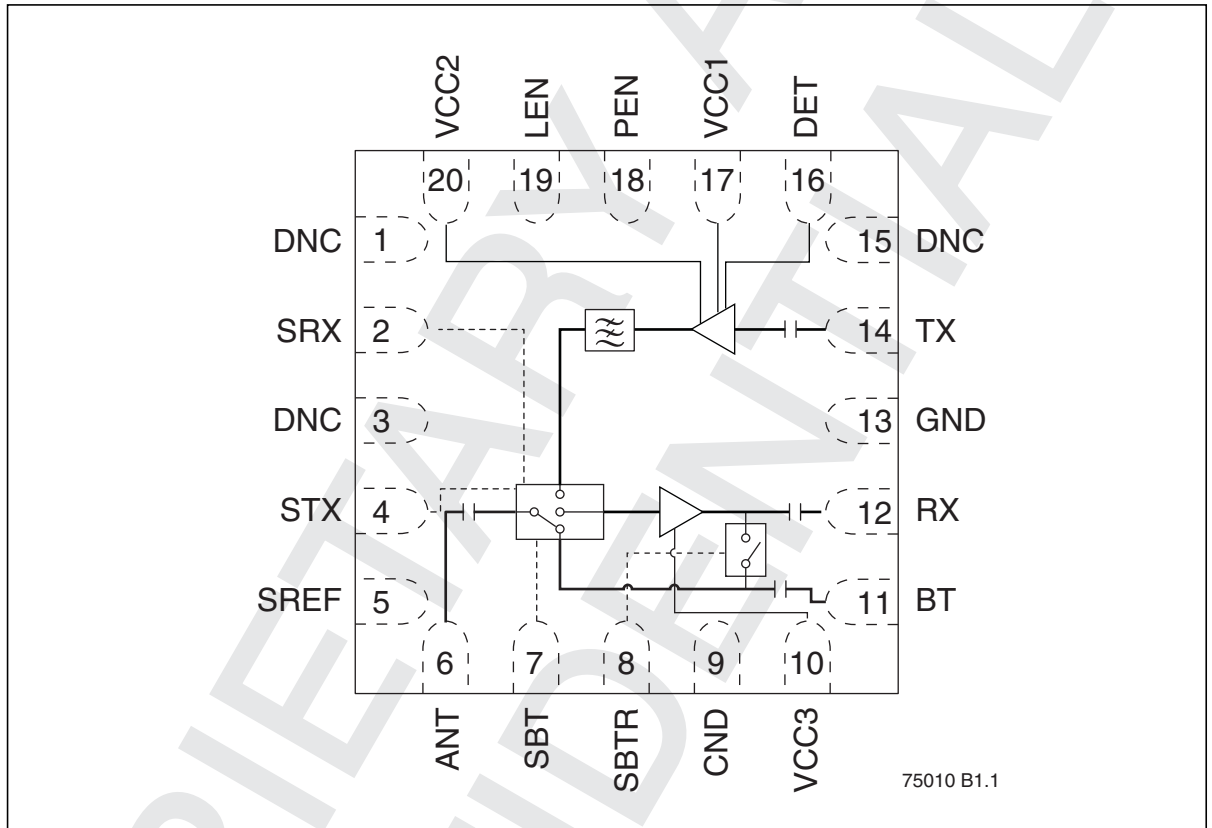 VCC2
LEN
PEN
VCC1
DET
20
19
18
17
16
DNC 1
15 DNC
SRX 2
14 TX
DNC 3
13 GND
STX 4
12 RX
SREF 5
11 BT
6
7
8
9
10
ANT
SBT
SBTR
CND
VCC3
75010 B1.1